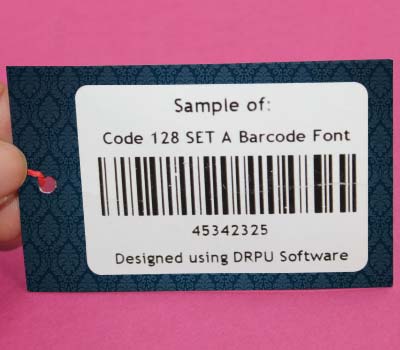 Sample of:
Code 128 SET A Barcode Font
45342325
Designed using DRPU Software